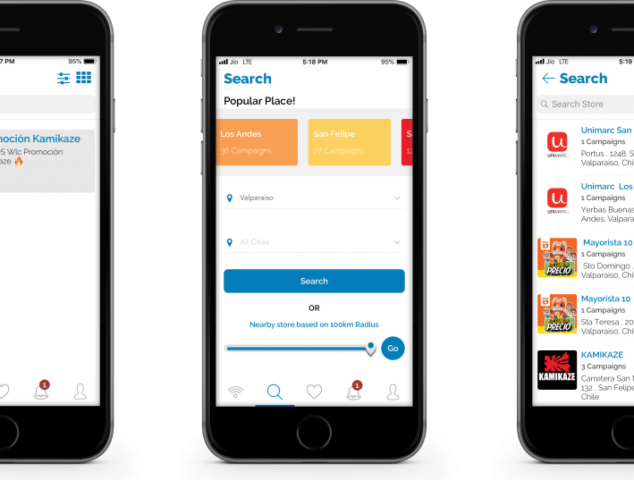 7 PM
95%
oción Kamikaze
S Wlc Promoción
aze 🔥
1
Jio LTE
5:18 PM
95%
Search
Popular Place!
Los Andes
36 Campaigns
San Felipe
27 Campaigns
S
Valparaiso
All Cities
Search
OR
Nearby store based on 100km Radius
Go
1
Jio LTE
5:19
Search
Search Store
Unimarc San
1 Campaigns
Portus , 1248, S
Valparaiso, Chi
Unimarc Los
1 Campaigns
Yerbas Buenas
Andes, Valpara
Mayorista 10
1 Campaigns
Sto Domingo ,
Valparaiso, Chi
PRECIO
Mayorista 10
1 Campaigns
Sta Teresa , 20
Valparaiso, Chi
PRECIO
KAMIKAZE
KAMIKAZE
3 Campaigns
Carretera San
132 , San Felipe
Chile